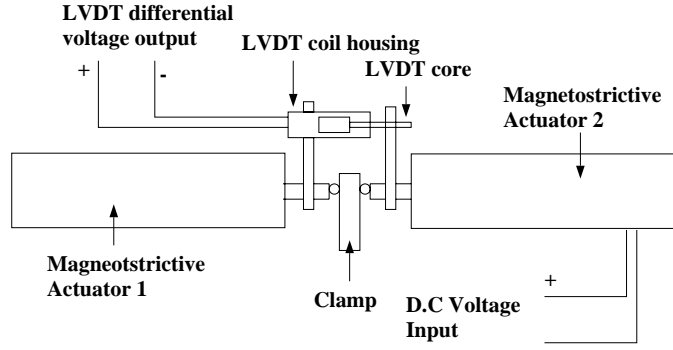 LVDT differential
voltage output
LVDT coil housing
LVDT core
+
-
Magnetostrictive
Actuator 2
Magneotstrictive
Actuator 1
Clamp
+
D.C Voltage
Input